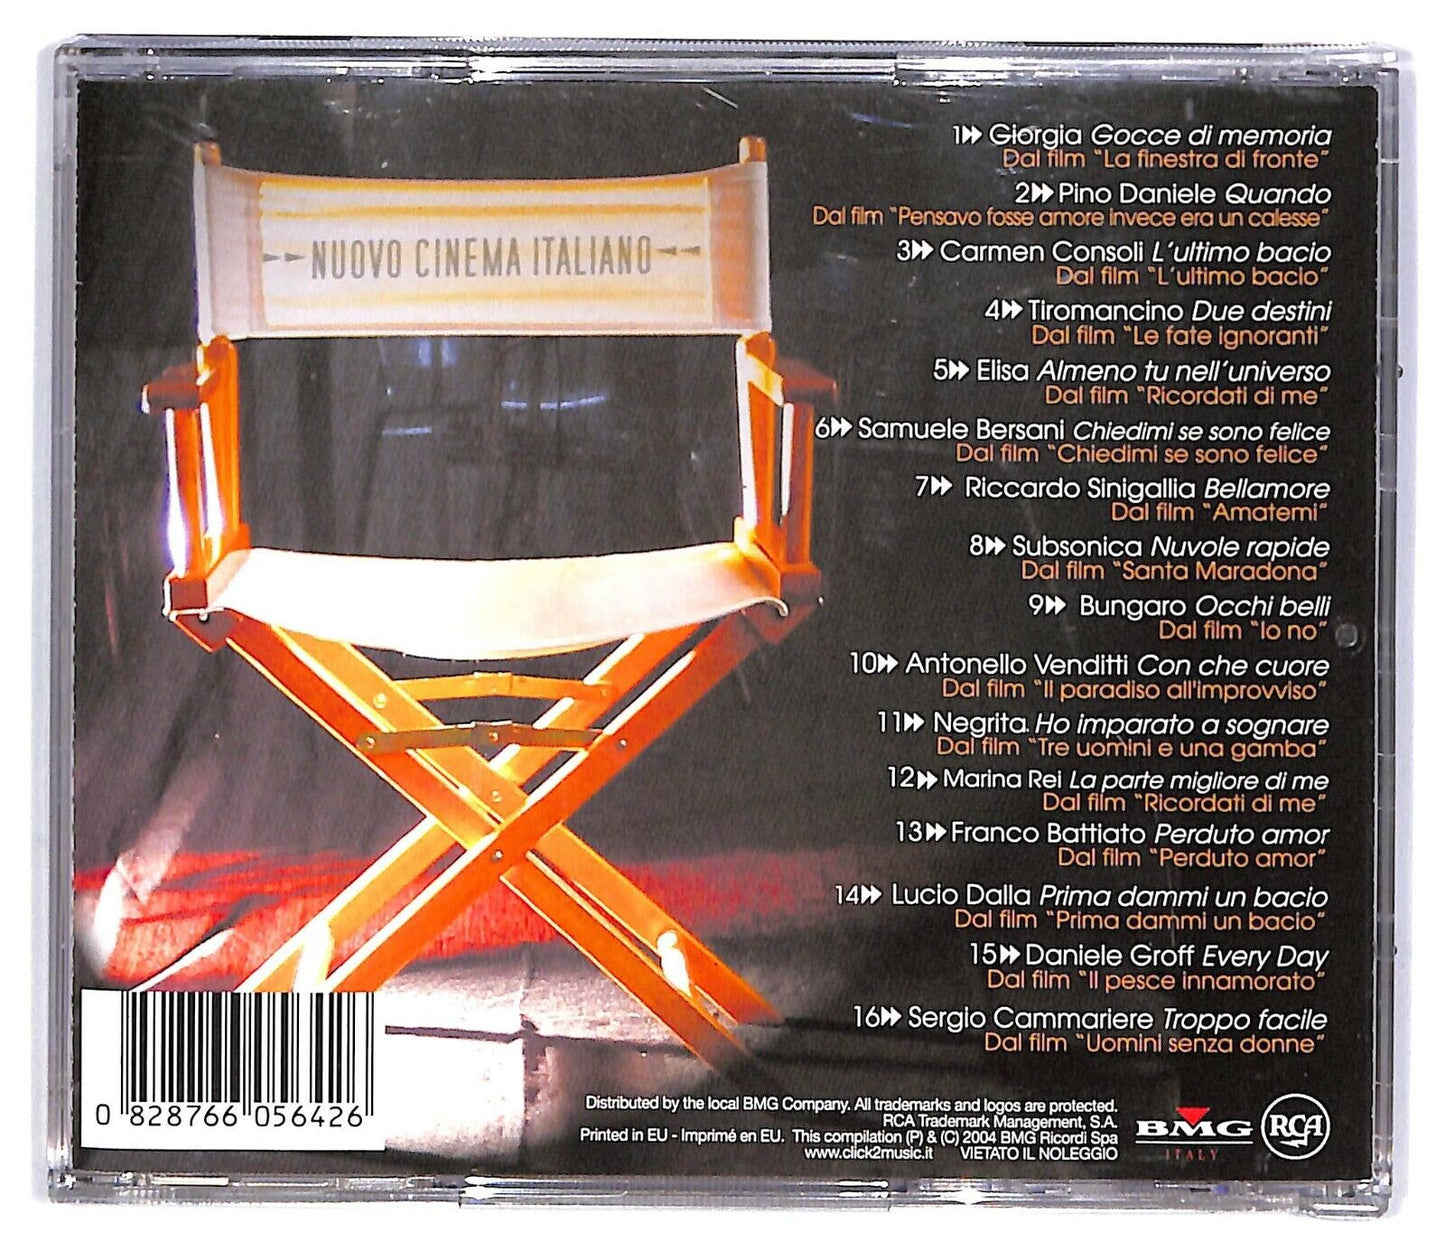 NUOVO CINEMA ITALIANO
1 Giorgia Gocce di memoria
Dal film "La finestra di fronte"
2 Pino Daniele Quando
Dal film "Pensavo fosse amore invece era un calesse"
3 Carmen Consoli L'ultimo bacio
Dal film "L'ultimo bacio"
4 Tiromancino Due destini
Dal film "Le fate ignoranti"
5 Elisa Almeno tu nell'universo
Dal film "Ricordati di me"
6 Samuele Bersani Chiedimi se sono felice
Dal film "Chiedimi se sono felice"
7 Riccardo Sinigallia Bellamore
Dal film "Amatemi"
8 Subsonica Nuvole rapide
Dal film "Santa Maradona"
9 Bungaro Occhi belli
Dal film "Io no"
10 Antonello Venditti Con che cuore
Dal film "Il paradiso all'improvviso"
11 Negrita Ho imparato a sognare
Dal film "Tre uomini e una gamba"
12 Marina Rei La parte migliore di me
Dal film "Ricordati di me"
13 Franco Battiato Perduto amor
Dal film "Perduto amor"
14 Lucio Dalla Prima dammi un bacio
Dal film "Prima dammi un bacio"
15 Daniele Groff Every Day
Dal film "Il pesce innamorato"
16 Sergio Cammariere Troppo facile
Dal film "Uomini senza donne"
0 828766 056426
Distributed by the local BMG Company. All trademarks and logos are protected.
RCA Trademark Management, S.A.
Printed in EU - Imprimé en EU. This compilation (P) & (C) 2004 BMG Ricordi Spa
www.click2music.it VIETATO IL NOLEGGIO
BMG
ITALY
RCA